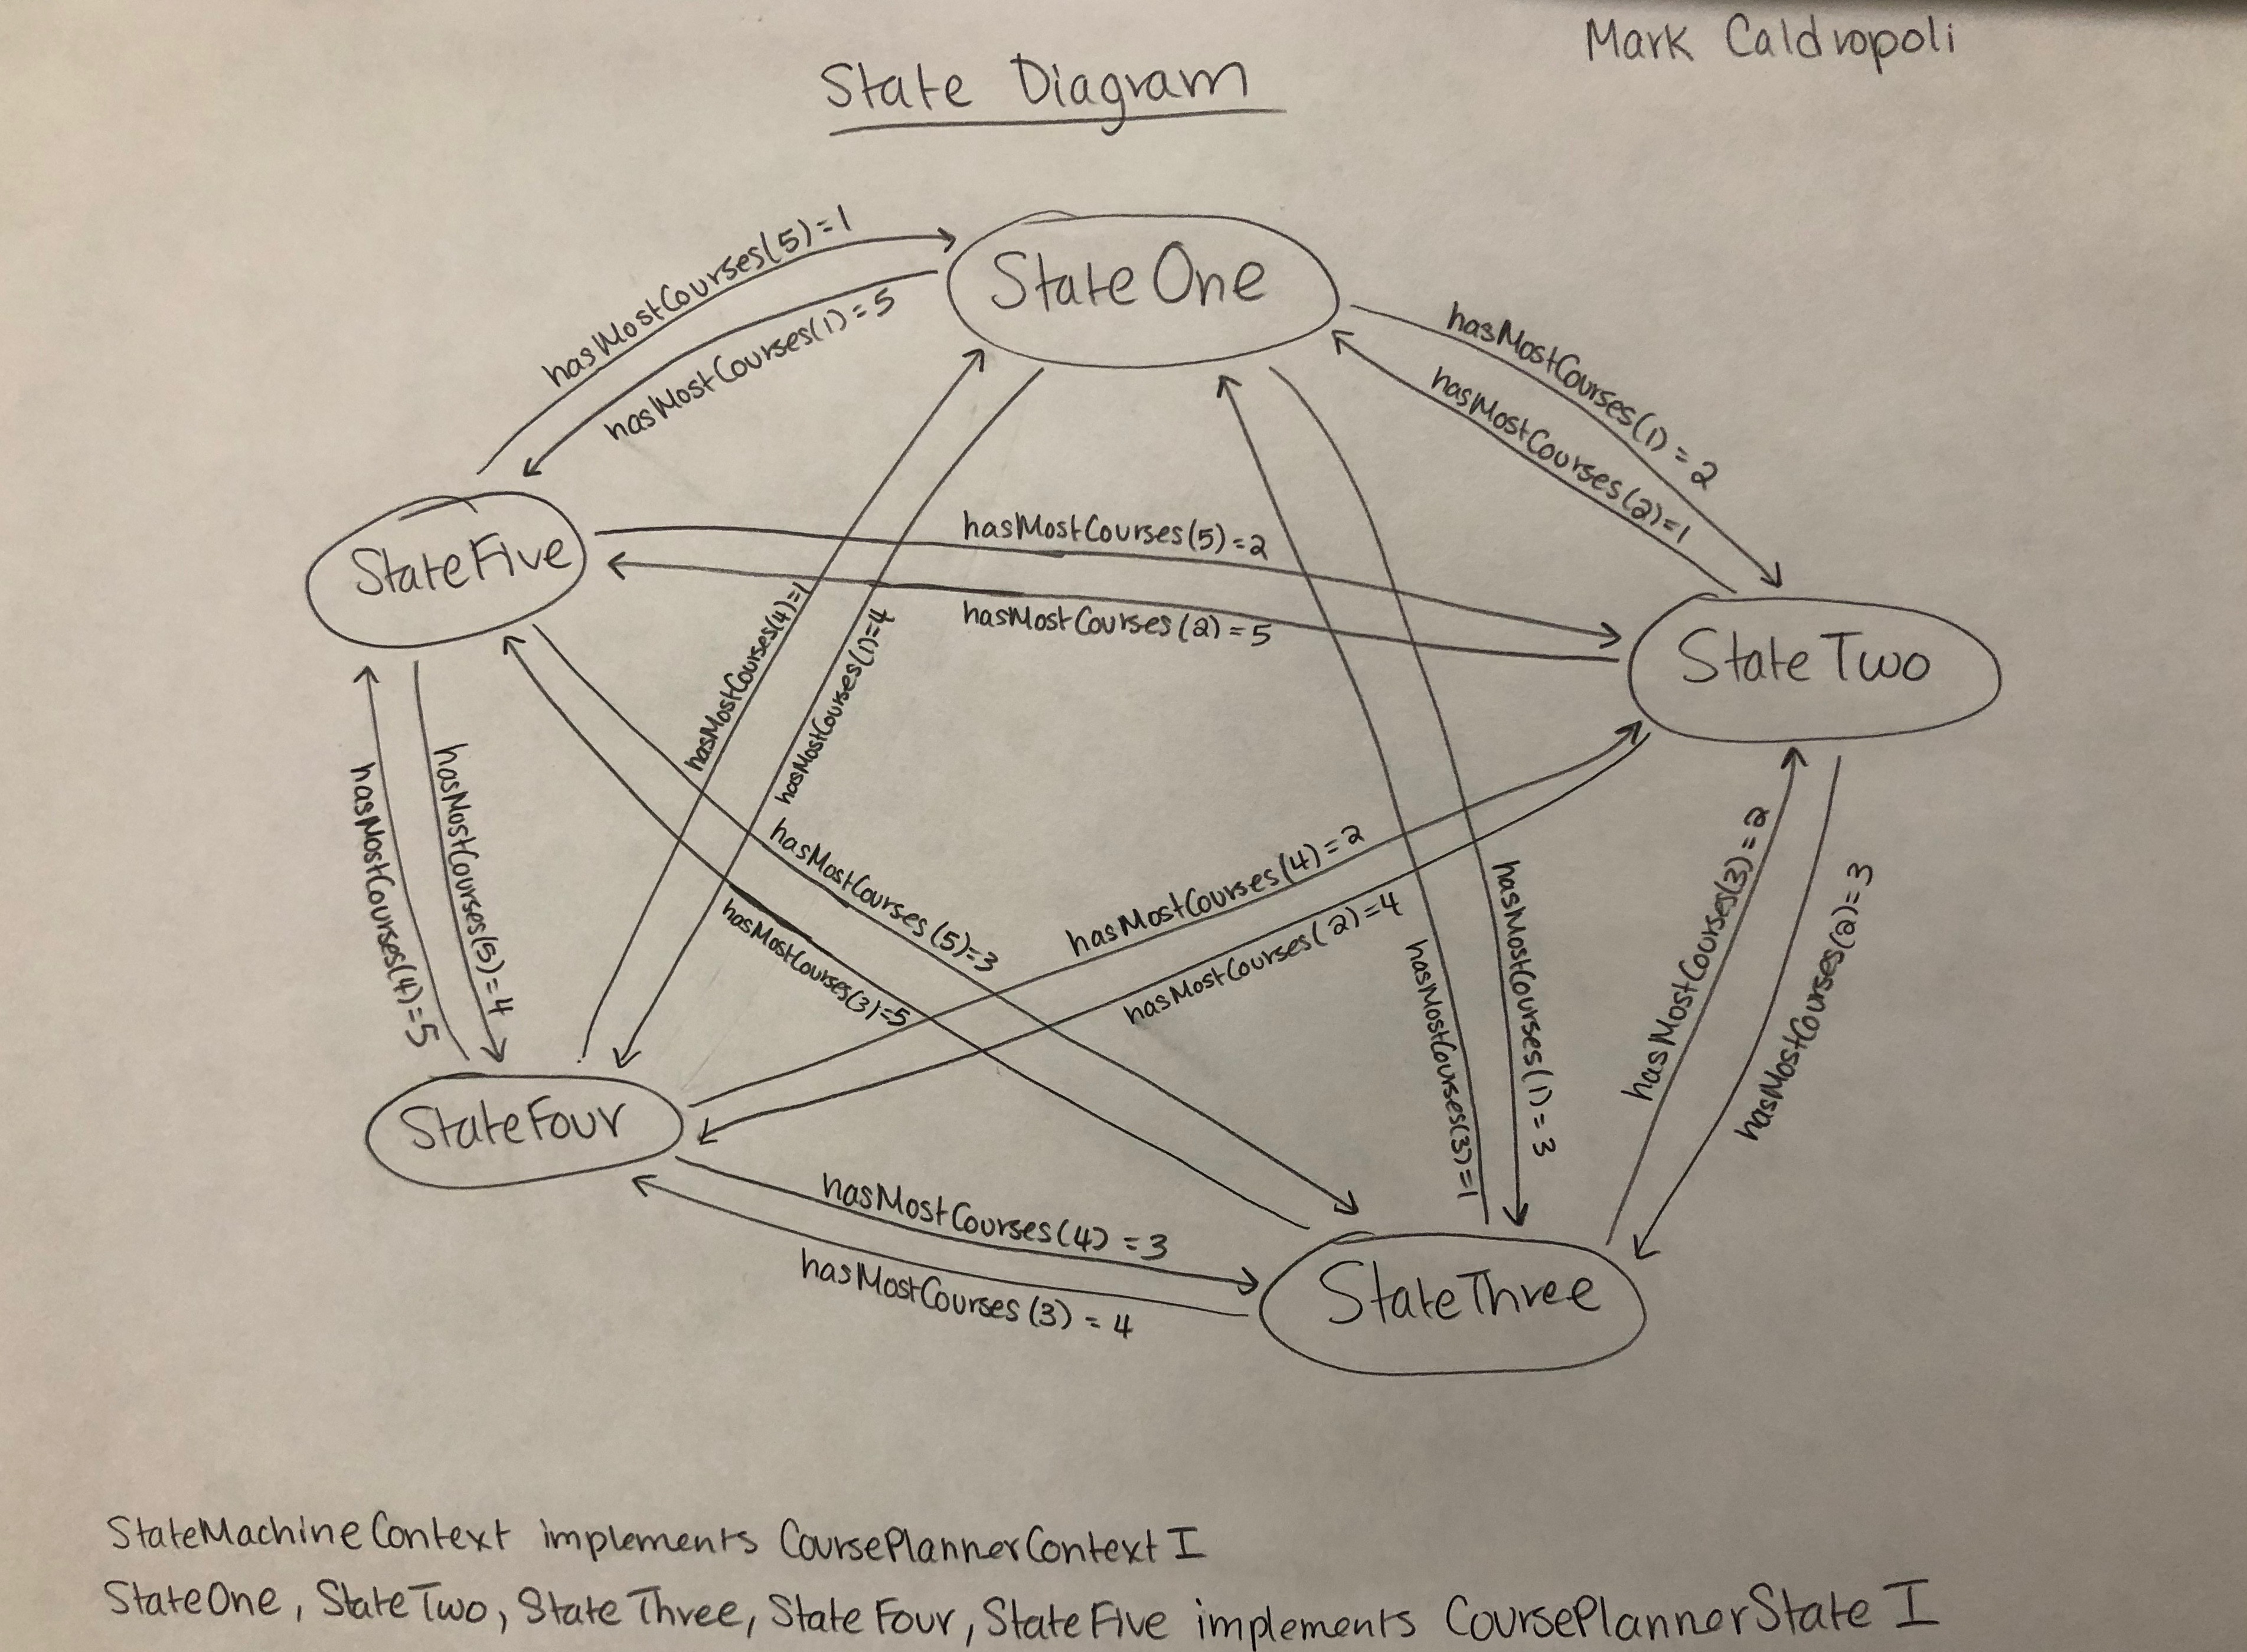 Mark Caldropoli
State Diagram
hasMostCourses(5)=1
StateOne
hasMostCourses(1)=5
hasMostCourses(1)=2
hasMostCourses(2)=1
StateFive
hasMostCourses(5)=2
hasMostCourses(2)=5
StateTwo
hasMostCourses(4)=1
hasMostCourses(1)=4
hasMostCourses(4)=5
hasMostCourses(5)=4
hasMostCourses(5)=3
hasMostCourses(3)=5
hasMostCourses(4)=2
hasMostCourses(2)=4
hasMostCourses(3)=1
hasMostCourses(1)=3
hasMostCourses(3)=2
hasMostCourses(2)=3
StateFour
hasMostCourses(4)=3
hasMostCourses(3)=4
StateThree
StateMachineContext implements CoursePlannerContextI
StateOne, StateTwo, StateThree, StateFour, StateFive implements CoursePlannerStateI